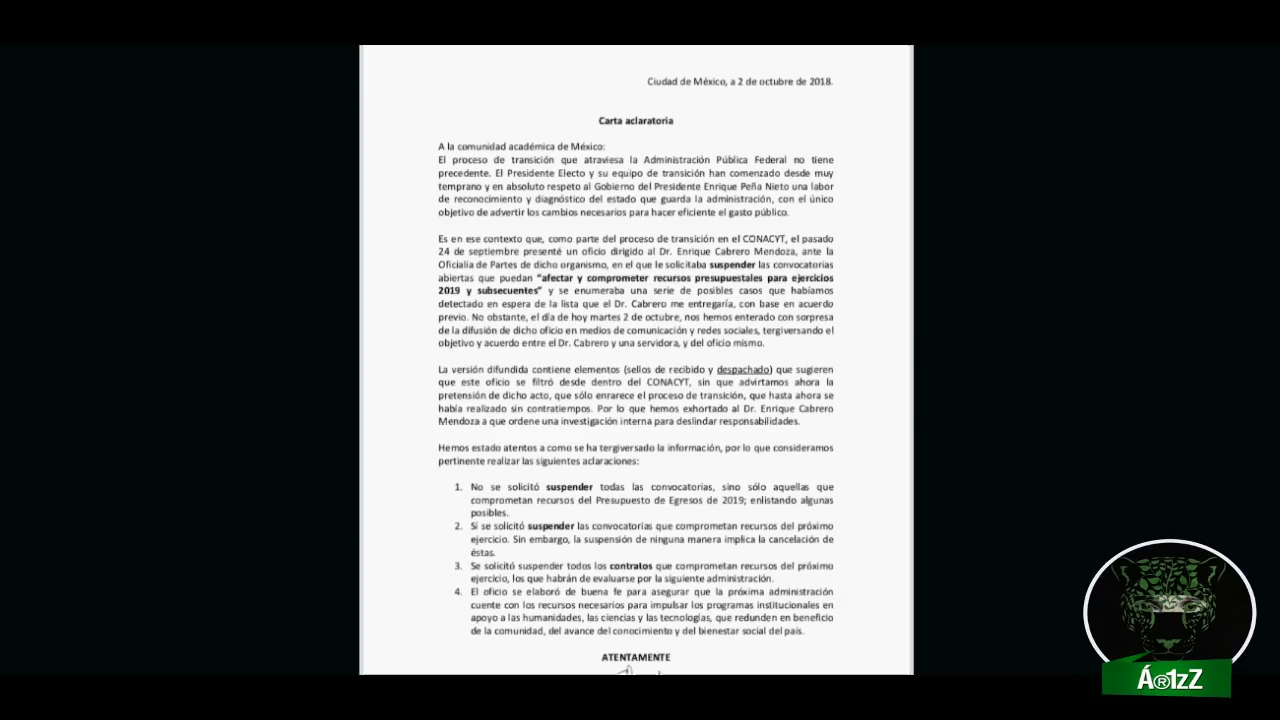 Ciudad de México, a 2 de octubre de 2018.
Carta aclaratoria
A la comunidad académica de México:
El proceso de transición que atraviesa la Administración Pública Federal no tiene
precedente. El Presidente Electo y su equipo de transición han comenzado desde muy
temprano y en absoluto respeto al Gobierno del Presidente Enrique Peña Nieto una labor
de reconocimiento y diagnóstico del estado que guarda la administración, con el único
objetivo de advertir los cambios necesarios para hacer eficiente el gasto público.
Es en ese contexto que, como parte del proceso de transición en el CONACYT, el pasado
24 de septiembre presenté un oficio dirigido al Dr. Enrique Cabrero Mendoza, ante la
Oficialía de Partes de dicho organismo, en el que le solicitaba suspender las convocatorias
abiertas que puedan "afectar y comprometer recursos presupuestales para ejercicios
2019 y subsecuentes" y se enumeraba una serie de posibles casos que habíamos
detectado en espera de la lista que el Dr. Cabrero me entregaría, con base en acuerdo
previo. No obstante, el día de hoy martes 2 de octubre, nos hemos enterado con sorpresa
de la difusión de dicho oficio en medios de comunicación y redes sociales, tergiversando el
objetivo y acuerdo entre el Dr. Cabrero y una servidora, y del oficio mismo.
La versión difundida contiene elementos (sellos de recibido y despachado) que sugieren
que este oficio se filtró desde dentro del CONACYT, sin que advirtamos ahora la
pretensión de dicho acto, que sólo enrarece el proceso de transición, que hasta ahora se
había realizado sin contratiempos. Por lo que hemos exhortado al Dr. Enrique Cabrero
Mendoza a que ordene una investigación interna para deslindar responsabilidades.
Hemos estado atentos a como se ha tergiversado la información, por lo que consideramos
pertinente realizar las siguientes aclaraciones:
1. No se solicitó suspender todas las convocatorias, sino sólo aquellas que
comprometan recursos del Presupuesto de Egresos de 2019; enlistando algunas
posibles.
2. Sí se solicitó suspender las convocatorias que comprometan recursos del próximo
ejercicio. Sin embargo, la suspensión de ninguna manera implica la cancelación de
éstas.
3. Se solicitó suspender todos los contratos que comprometan recursos del próximo
ejercicio, los que habrán de evaluarse por la siguiente administración.
4. El oficio se elaboró de buena fe para asegurar que la próxima administración
cuente con los recursos necesarios para impulsar los programas institucionales en
apoyo a las humanidades, las ciencias y las tecnologías, que redunden en beneficio
de la comunidad, del avance del conocimiento y del bienestar social del país.
ATENTAMENTE
Á®1zZ